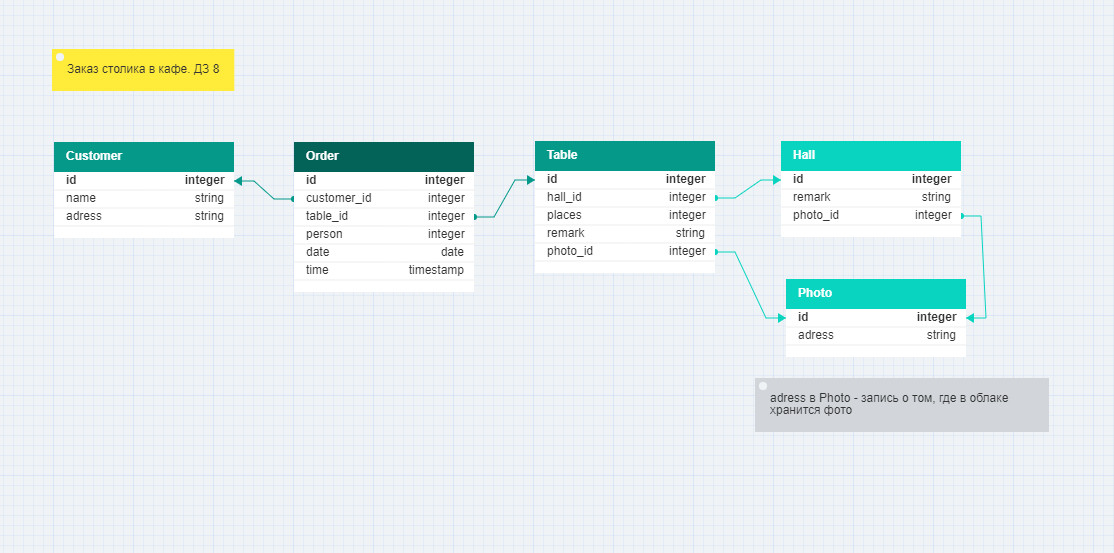 Заказ столика в кафе. ДЗ 8
Customer
id integer
name string
adress string
Order
id integer
customer_id integer
table_id integer
person integer
date date
time timestamp
Table
id integer
hall_id integer
places integer
remark string
photo_id integer
Hall
id integer
remark string
photo_id integer
Photo
id integer
adress string
adress в Photo - запись о том, где в облаке
хранится фото